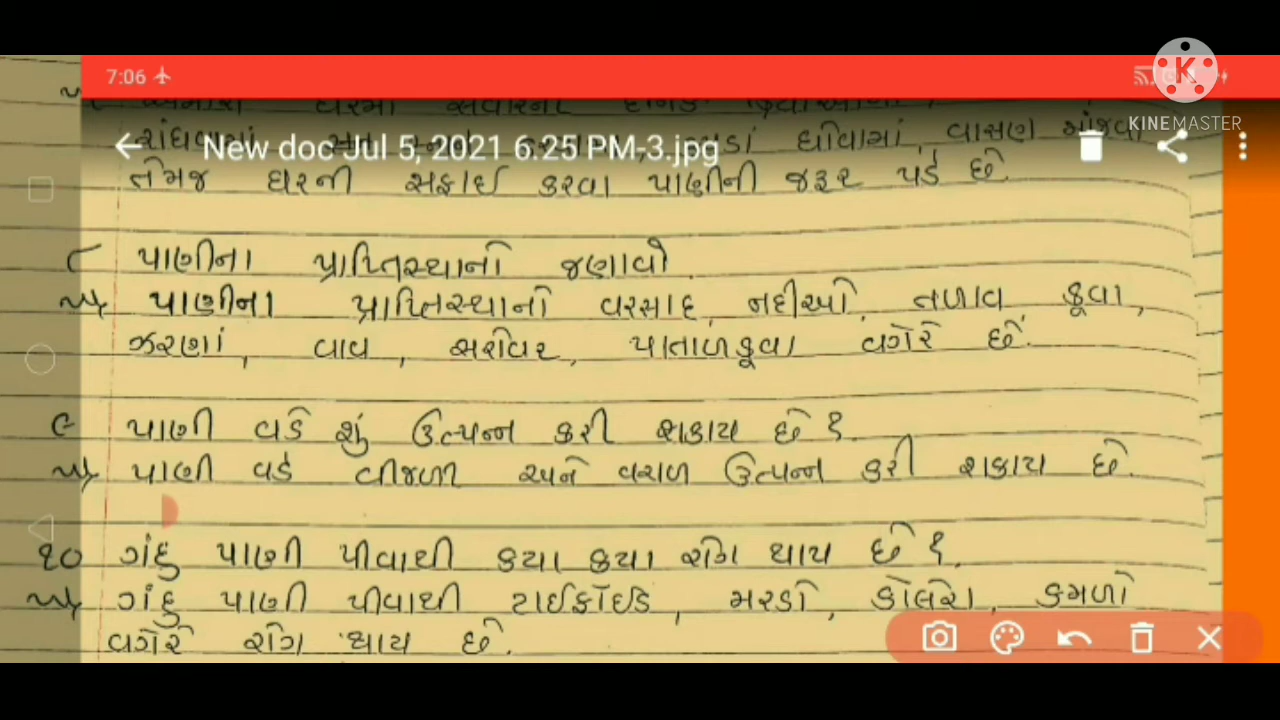 7:06
KINEMASTER
New doc Jul 5, 2021 6.25 PM-3.jpg
ધોવામાં, વાસણ
તેમજ ઘરની સફાઈ કરવા પાણીની જરૂર પડે છે.
૮ પાણીના પ્રાપ્તિસ્થાનો જણાવો.
પાણીના પ્રાપ્તિસ્થાનો વરસાદ, નદીઓ, તળાવ, કૂવા,
ઝરણાં, વાવ, સરોવર, પાતાળકૂવા વગેરે છે.
૯ પાણી વડે શું ઉત્પન્ન કરી શકાય છે ?
પાણી વડે વીજળી અને વરાળ ઉત્પન્ન કરી શકાય છે.
૧૦ ગંદુ પાણી પીવાથી કયા કયા રોગ થાય છે ?
ગંદુ પાણી પીવાથી ટાઈફોઈડ, મરડો, કોલેરા, કમળો
વગેરે રોગ થાય છે.